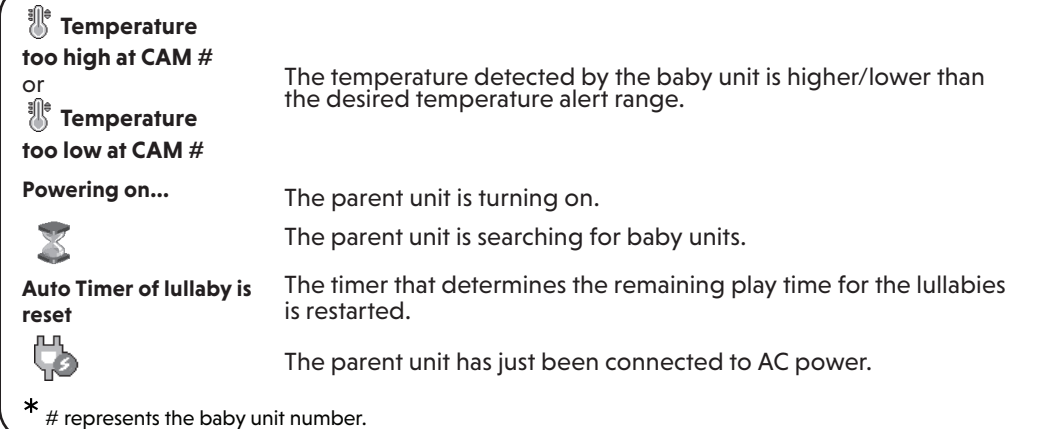 Temperature
too high at CAM #
or
Temperature
too low at CAM #
The temperature detected by the baby unit is higher/lower than
the desired temperature alert range.
Powering on...
The parent unit is turning on.
The parent unit is searching for baby units.
Auto Timer of lullaby is
reset
The timer that determines the remaining play time for the lullabies
is restarted.
The parent unit has just been connected to AC power.
* # represents the baby unit number.